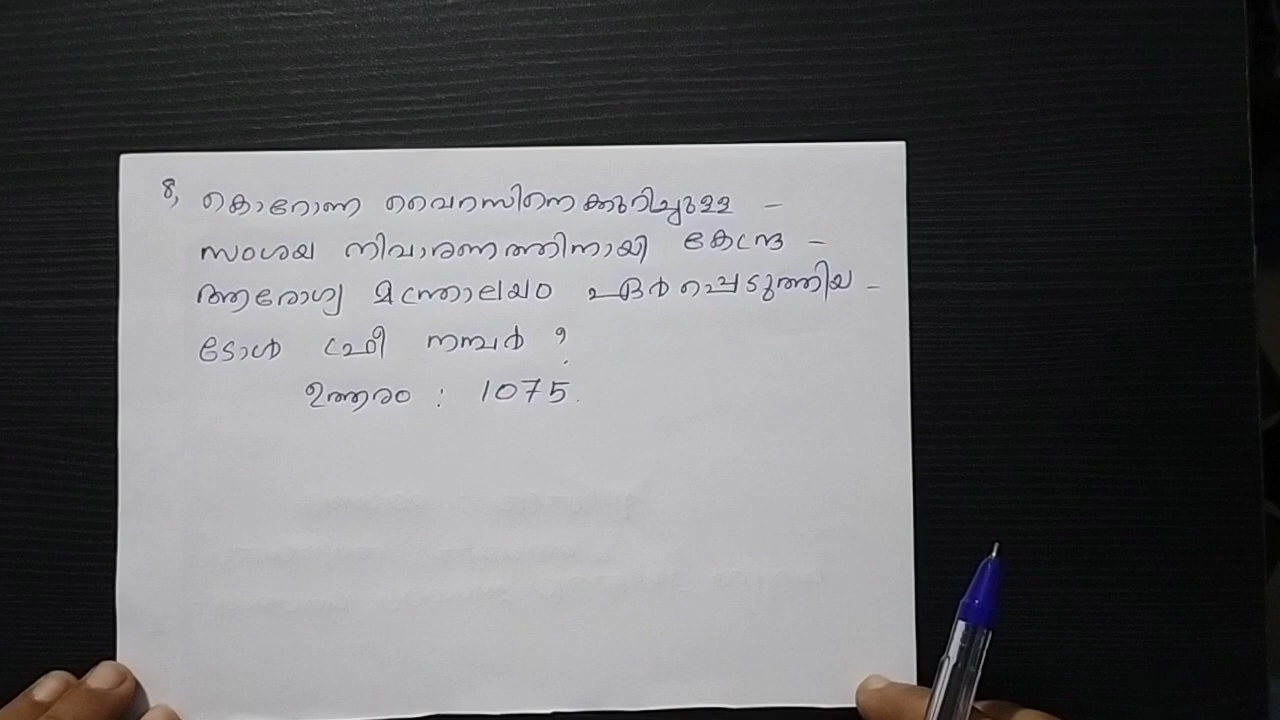 8, കൊറോണ വൈറസിനെക്കുറിച്ചുള്ള -
സംശയ നിവാരണത്തിനായി കേന്ദ്ര -
ആരോഗ്യ മന്ത്രാലയം ഏർപ്പെടുത്തിയ -
ടോൾ ഫ്രീ നമ്പർ ?
ഉത്തരം : 1075.